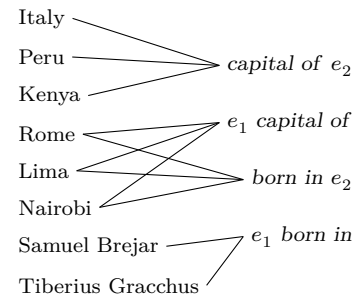 Italy
Peru
Kenya
Rome
Lima
Nairobi
Samuel Brejar
Tiberius Gracchus
capital of e₂
e₁ capital of
born in e₂
e₁ born in